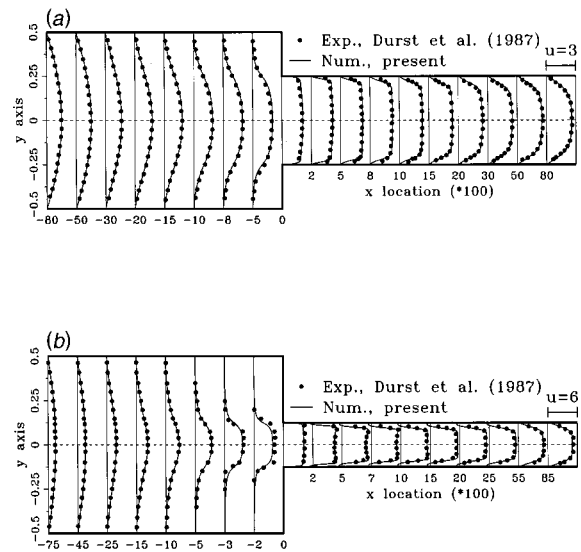 (a)
Exp., Durst et al. (1987)
Num., present
u=3
y axis
0.5
0.25
0
-0.25
-0.5
-80 -30 -20 -15 -10 -8 -5 0
2 5 8 10 15 20 30 50 80
x location (*100)
(b)
Exp., Durst et al. (1987)
Num., present
u=6
y axis
0.5
0.25
0
-0.25
-0.5
-75 -45 -25 -15 -10 -5 -3 -2 0
2 5 7 10 15 20 25 55 85
x location (*100)